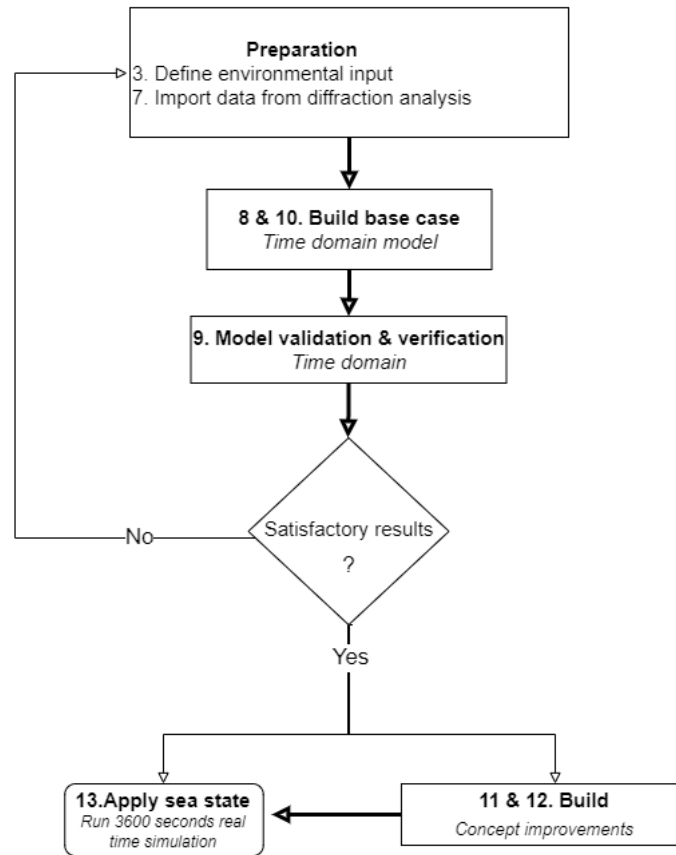 Preparation
3. Define environmental input
7. Import data from diffraction analysis
8 & 10. Build base case
Time domain model
9. Model validation & verification
Time domain
Satisfactory results
?
No
Yes
13.Apply sea state
Run 3600 seconds real
time simulation
11 & 12. Build
Concept improvements